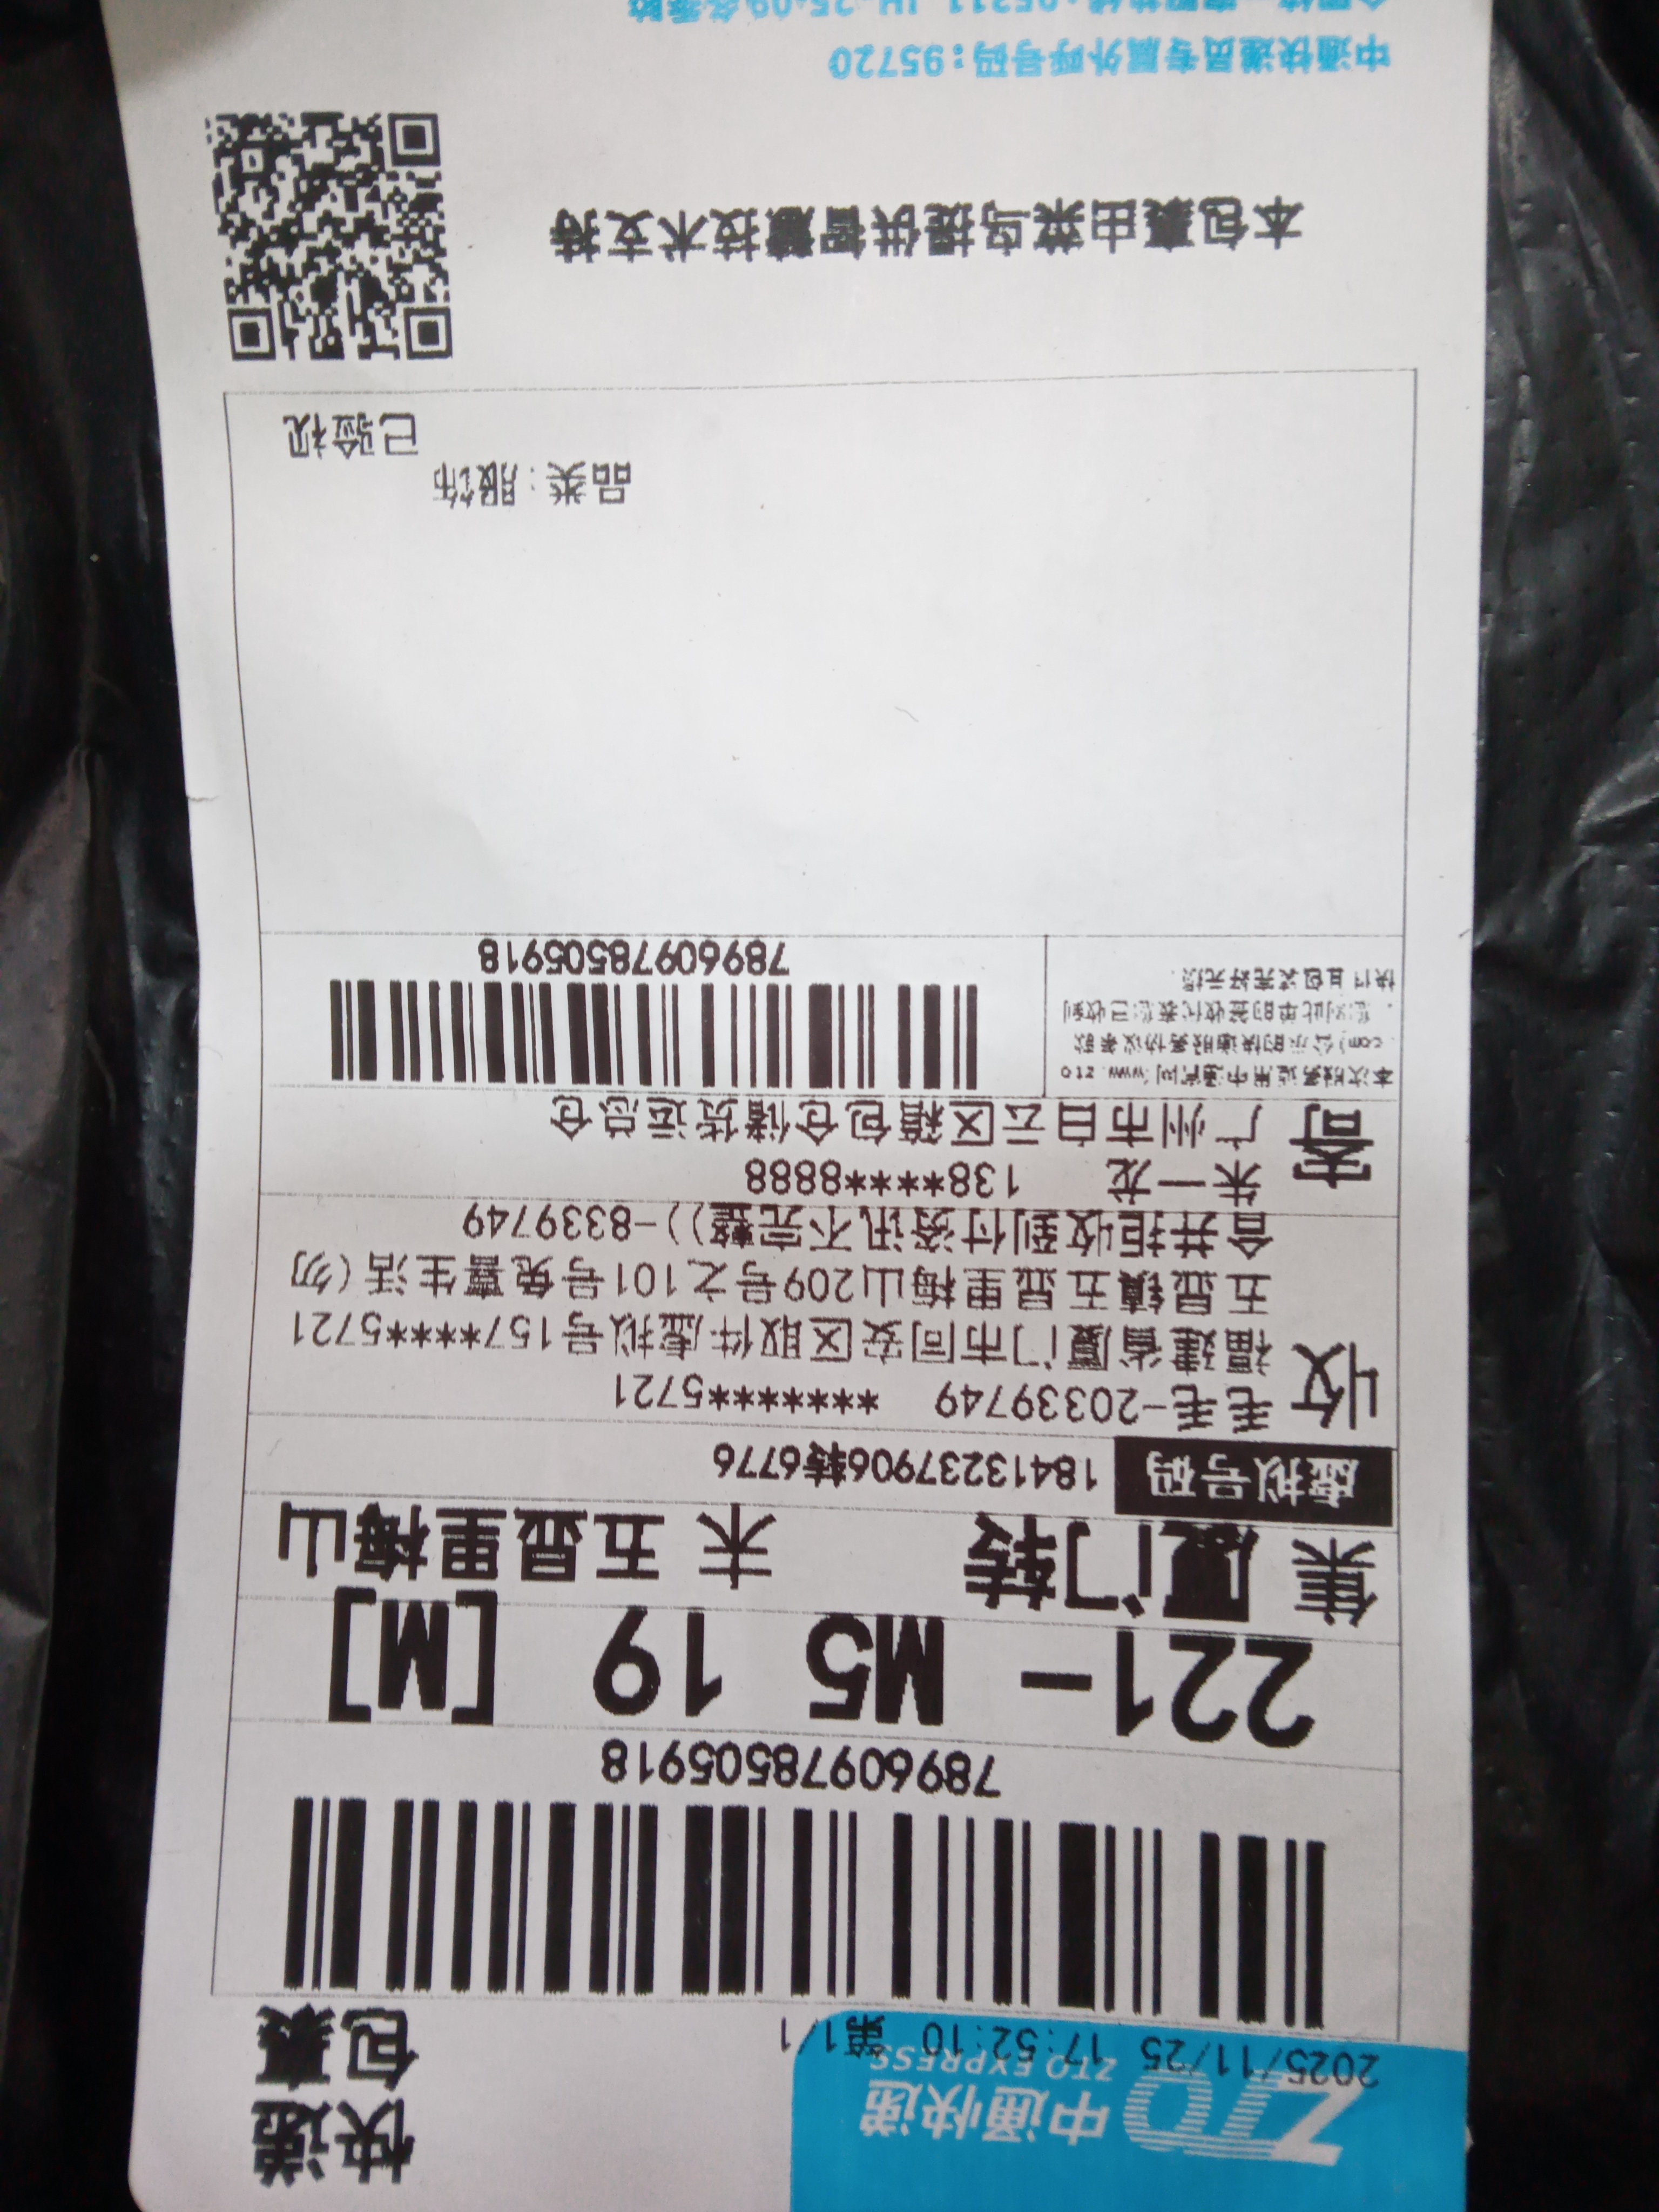 快递
包裹
ZTO 中通快递
ZTO EXPRESS
2025/11/25 17:52:10 第1/1
78960978505918
221- M5 19 [M]
集 厦门转 末 五显里梅山
虚拟号码 18413237906转6776
收 毛毛-20339749 *******5721
福建省厦门市同安区取件虚拟号157****5721
五显镇五显里梅山209号之101号兔喜生活(勿
合并拒收到付资讯不完整))-8339749
寄 朱一龙 138****8888
广州市白云区箱包仓储货运总仓
本次服务适用中通官网(www.zto
.com)公示的快递服务协议条款
。您对此单的签收代表您已收到
快件且包装完好无损。
78960978505918
品类:服饰
已验视
本包裹由菜鸟提供智慧技术支持
中通快递员专属外呼号码:95720